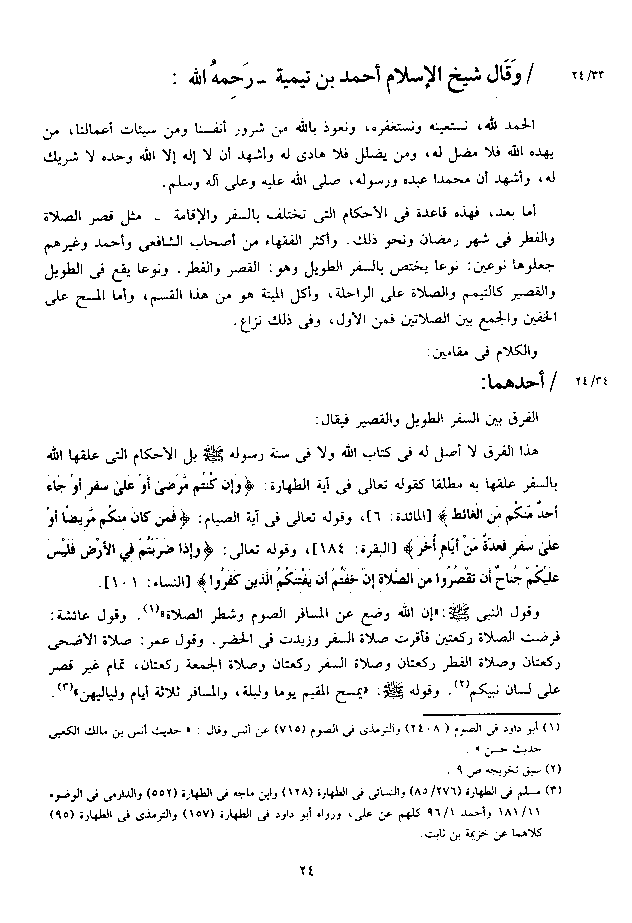 ٢٤/٣٣ / وَقَال شيخ الإسلام أحمد بن تيمية ـ رَحِمهُ الله :
الحمد لله، نستعينه ونستغفره، ونعوذ بالله من شرور أنفسنا ومن سيئات أعمالنا، من
يهده الله فلا مضل له، ومن يضلل فلا هادى له وأشهد أن لا إله إلا الله وحده لا شريك
له، وأشهد أن محمدا عبده ورسوله، صلى الله عليه وعلى آله وسلم.
أما بعد، فهذه قاعدة فى الأحكام التى تختلف بالسفر والإقامة ـ مثل قصر الصلاة
والفطر فى شهر رمضان ونحو ذلك. وأكثر الفقهاء من أصحاب الشافعى وأحمد وغيرهم
جعلوها نوعين: نوعا يختص بالسفر الطويل وهو: القصر والفطر. ونوعا يقع فى الطويل
والقصير كالتيمم والصلاة على الراحلة، وأكل الميتة هو من هذا القسم، وأما المسح على
الخفين والجمع بين الصلاتين فمن الأول، وفى ذلك نزاع.
والكلام فى مقامين:
٢٤/٣٤ / أحدهما:
الفرق بين السفر الطويل والقصير فيقال:
هذا الفرق لا أصل له فى كتاب الله ولا فى سنة رسوله ﷺ بل الأحكام التى علقها الله
بالسفر علقها به مطلقا كقوله تعالى فى آية الطهارة: ﴿وَإِن كُنتُم مَّرْضَىٰ أَوْ عَلَىٰ سَفَرٍ أَوْ جَاءَ
أَحَدٌ مِّنكُم مِّنَ الْغَائِطِ﴾ [المائدة: ٦]، وقوله تعالى فى آية الصيام: ﴿فَمَن كَانَ مِنكُم مَّرِيضًا أَوْ
عَلَىٰ سَفَرٍ فَعِدَّةٌ مِّنْ أَيَّامٍ أُخَرَ﴾ [البقرة: ١٨٤]، وقوله تعالى: ﴿وَإِذَا ضَرَبْتُمْ فِي الأَرْضِ فَلَيْسَ
عَلَيْكُمْ جُنَاحٌ أَن تَقْصُرُوا مِنَ الصَّلاةِ إِنْ خِفْتُمْ أَن يَفْتِنَكُمُ الَّذِينَ كَفَرُوا﴾ [النساء: ١٠١].
وقول النبي ﷺ: «إن الله وضع عن المسافر الصوم وشطر الصلاة»(١). وقول عائشة:
فرضت الصلاة ركعتين فأقرت صلاة السفر وزيدت فى الحضر. وقول عمر: صلاة الأضحى
ركعتان وصلاة الفطر ركعتان وصلاة السفر ركعتان وصلاة الجمعة ركعتان، تمام غير قصر
على لسان نبيكم(٢). وقوله ﷺ: «يمسح المقيم يوما وليلة، والمسافر ثلاثة أيام ولياليهن»(٣).
(١) أبو داود فى الصوم (٢٤٠٨) والترمذى فى الصوم (٧١٥) عن أنس وقال : « حديث أنس بن مالك الكعبى
حديث حسن » .
(٢) سبق تخريجه ص ٩ .
(٣) مسلم فى الطهارة (٨٥/٢٧٦) والنسائى فى الطهارة (١٢٨) وابن ماجه فى الطهارة (٥٥٢) والدارمى فى الوضوء
١٨١/١١ وأحمد ٩٦/١ كلهم عن على، ورواه أبو داود فى الطهارة (١٥٧) والترمذى فى الطهارة (٩٥)
كلاهما عن خزيمة بن ثابت.
٢٤